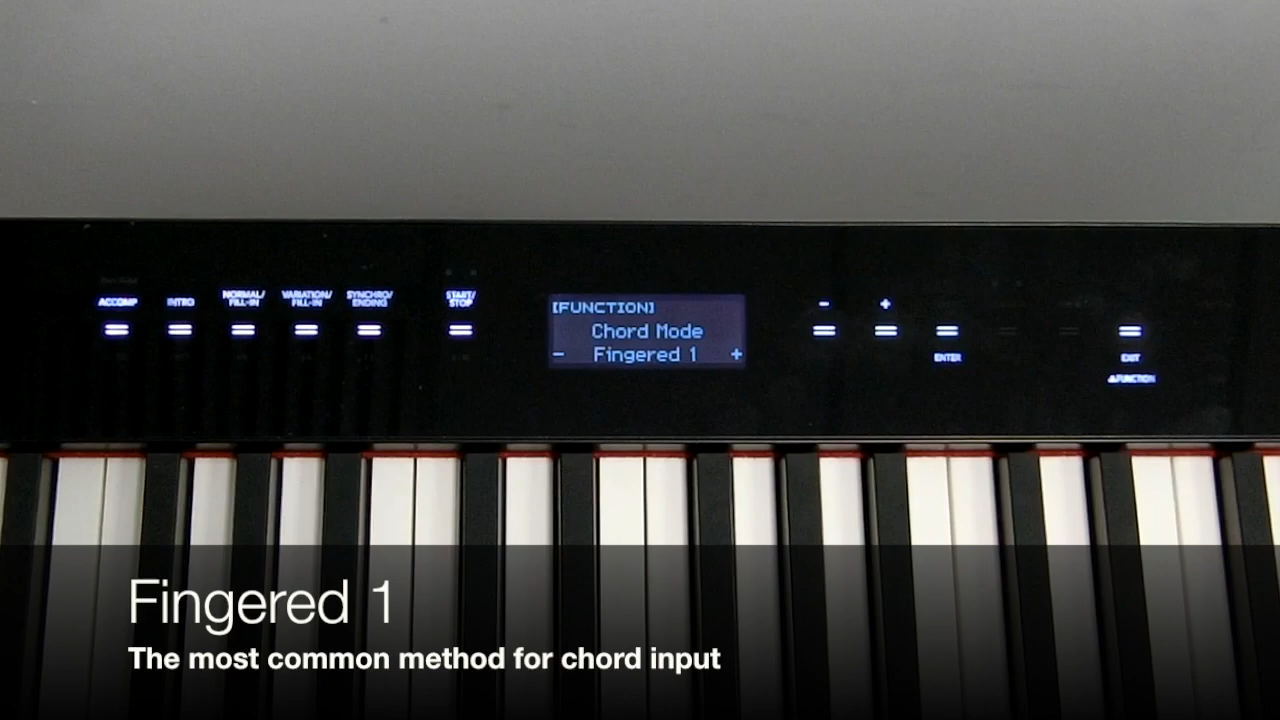 ACCOMP
INTRO
NORMAL/
FILL-IN
VARIATION/
FILL-IN
SYNCHRO/
ENDING
START/
STOP
[FUNCTION]
Chord Mode
- Fingered 1 +
- +
ENTER
EXIT
▲FUNCTION
Fingered 1
The most common method for chord input